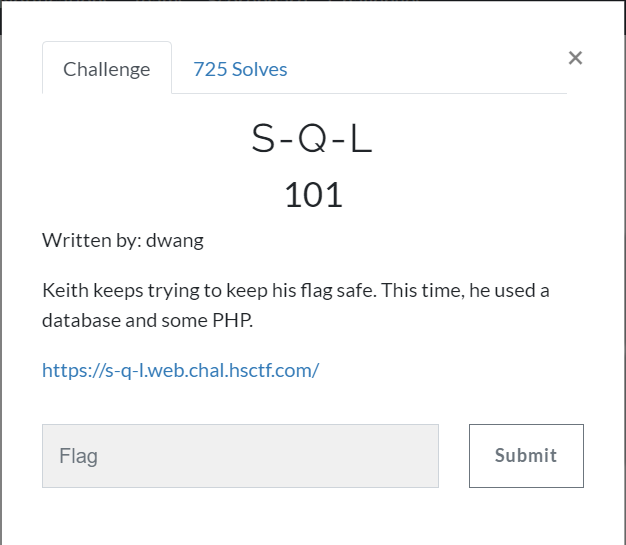 Challenge
725 Solves
×
S-Q-L
101
Written by: dwang
Keith keeps trying to keep his flag safe. This time, he used a
database and some PHP.
https://s-q-l.web.chal.hsctf.com/
Flag
Submit